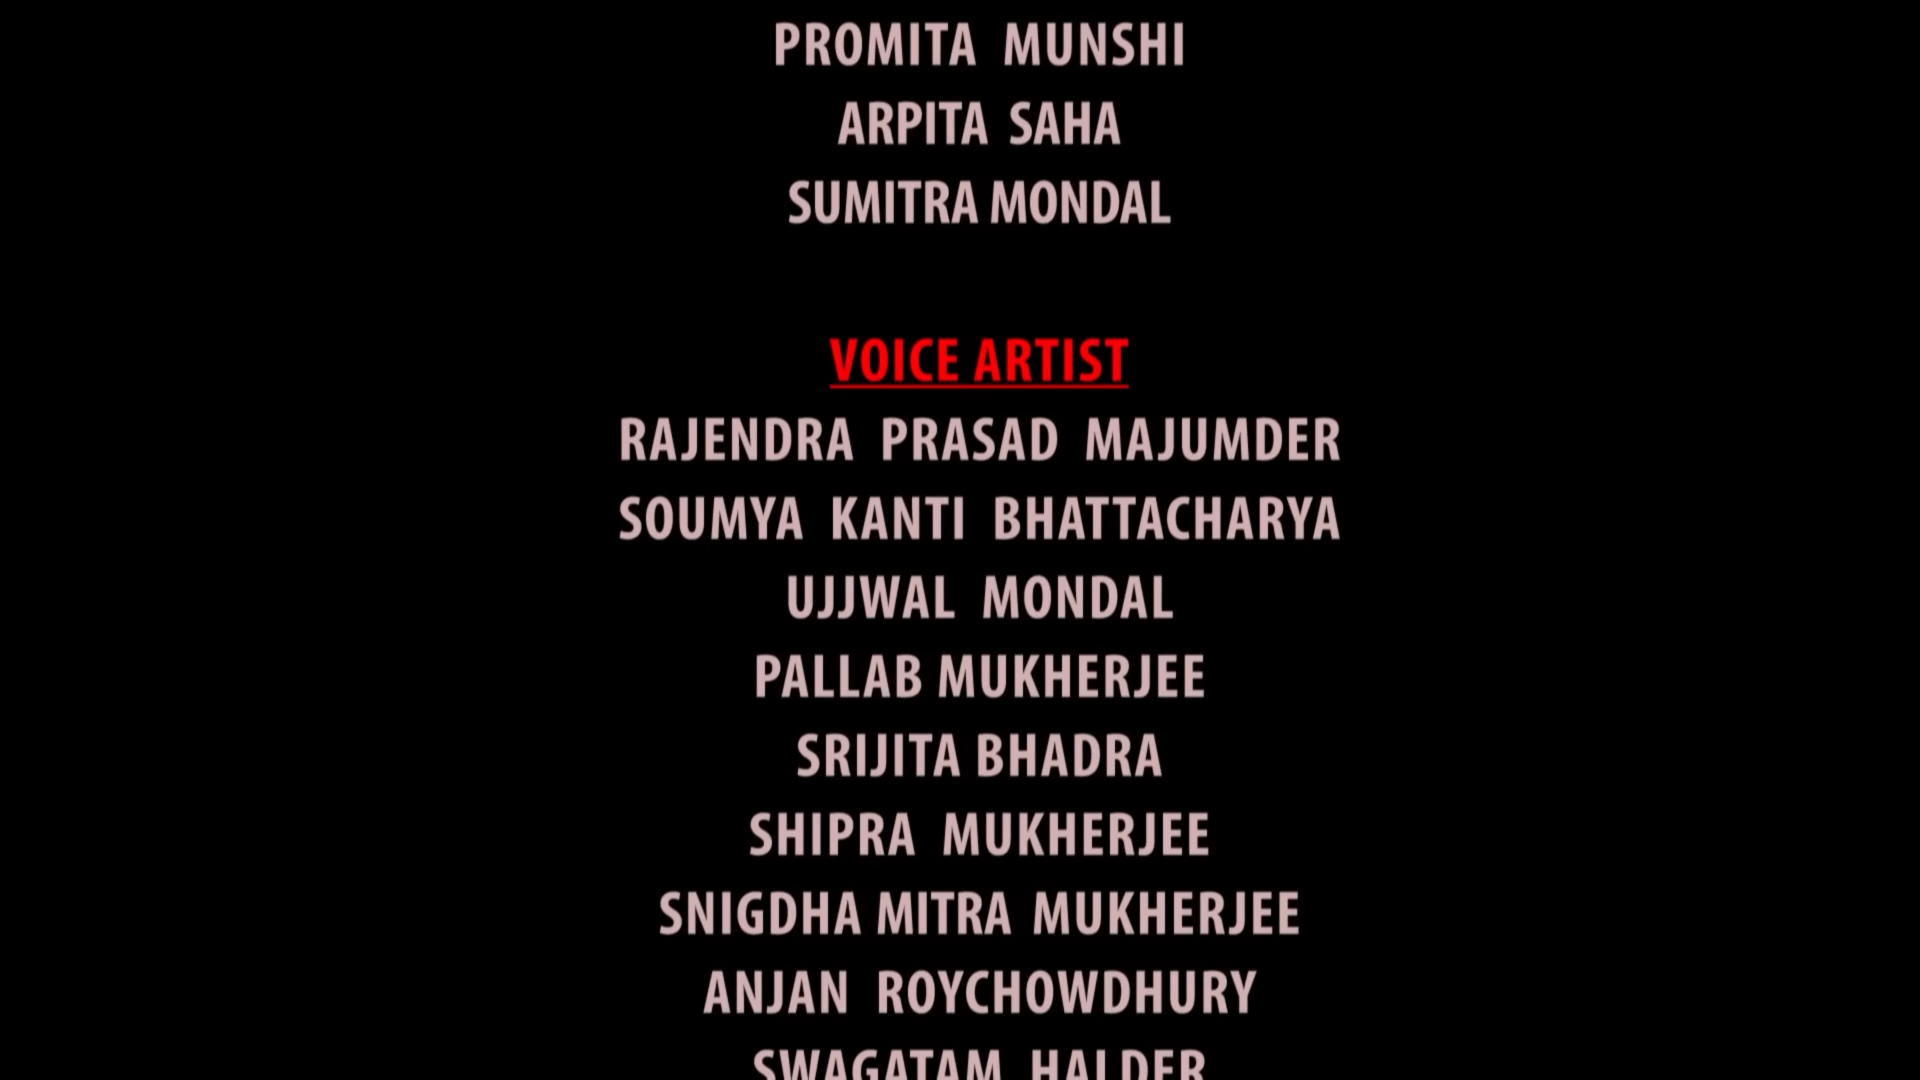 PROMITA MUNSHI
ARPITA SAHA
SUMITRA MONDAL
VOICE ARTIST
RAJENDRA PRASAD MAJUMDER
SOUMYA KANTI BHATTACHARYA
UJJWAL MONDAL
PALLAB MUKHERJEE
SRIJITA BHADRA
SHIPRA MUKHERJEE
SNIGDHA MITRA MUKHERJEE
ANJAN ROYCHOWDHURY
SWAGATAM HALDER